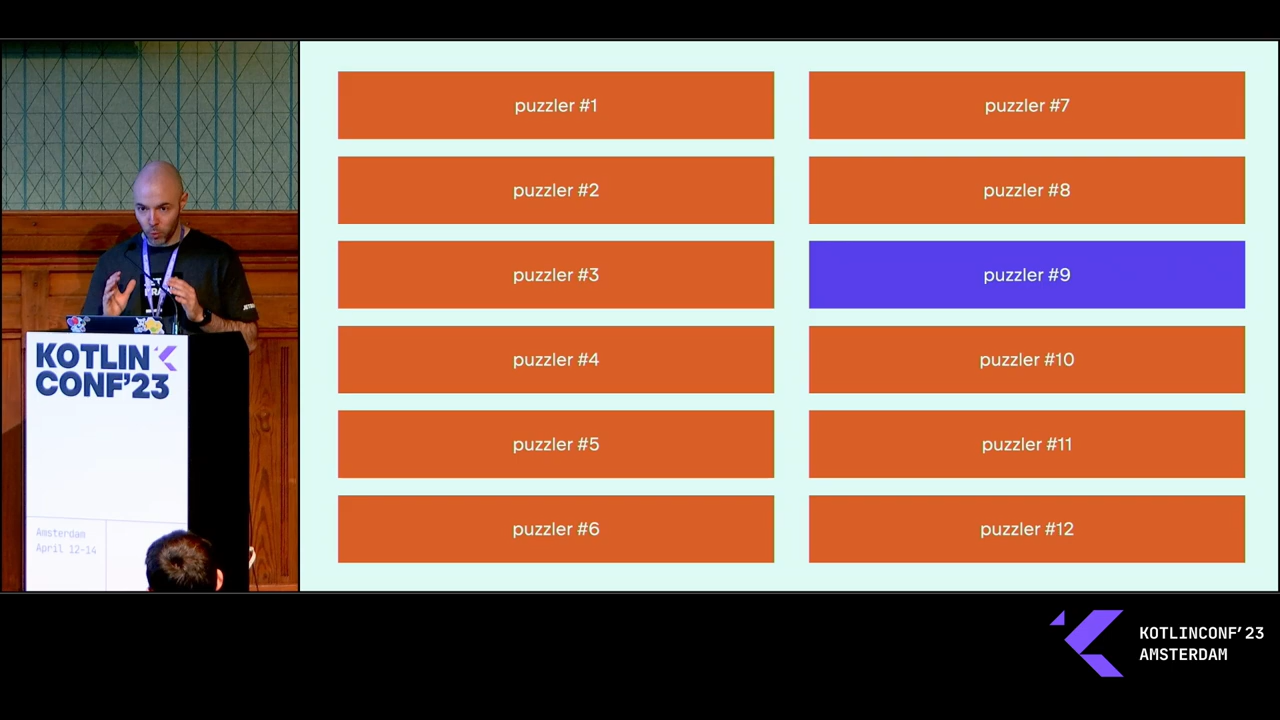 puzzler #1
puzzler #2
puzzler #3
puzzler #4
puzzler #5
puzzler #6
puzzler #7
puzzler #8
puzzler #9
puzzler #10
puzzler #11
puzzler #12
KOTLIN
CONF'23
Amsterdam
April 12-14
KOTLINCONF'23
AMSTERDAM